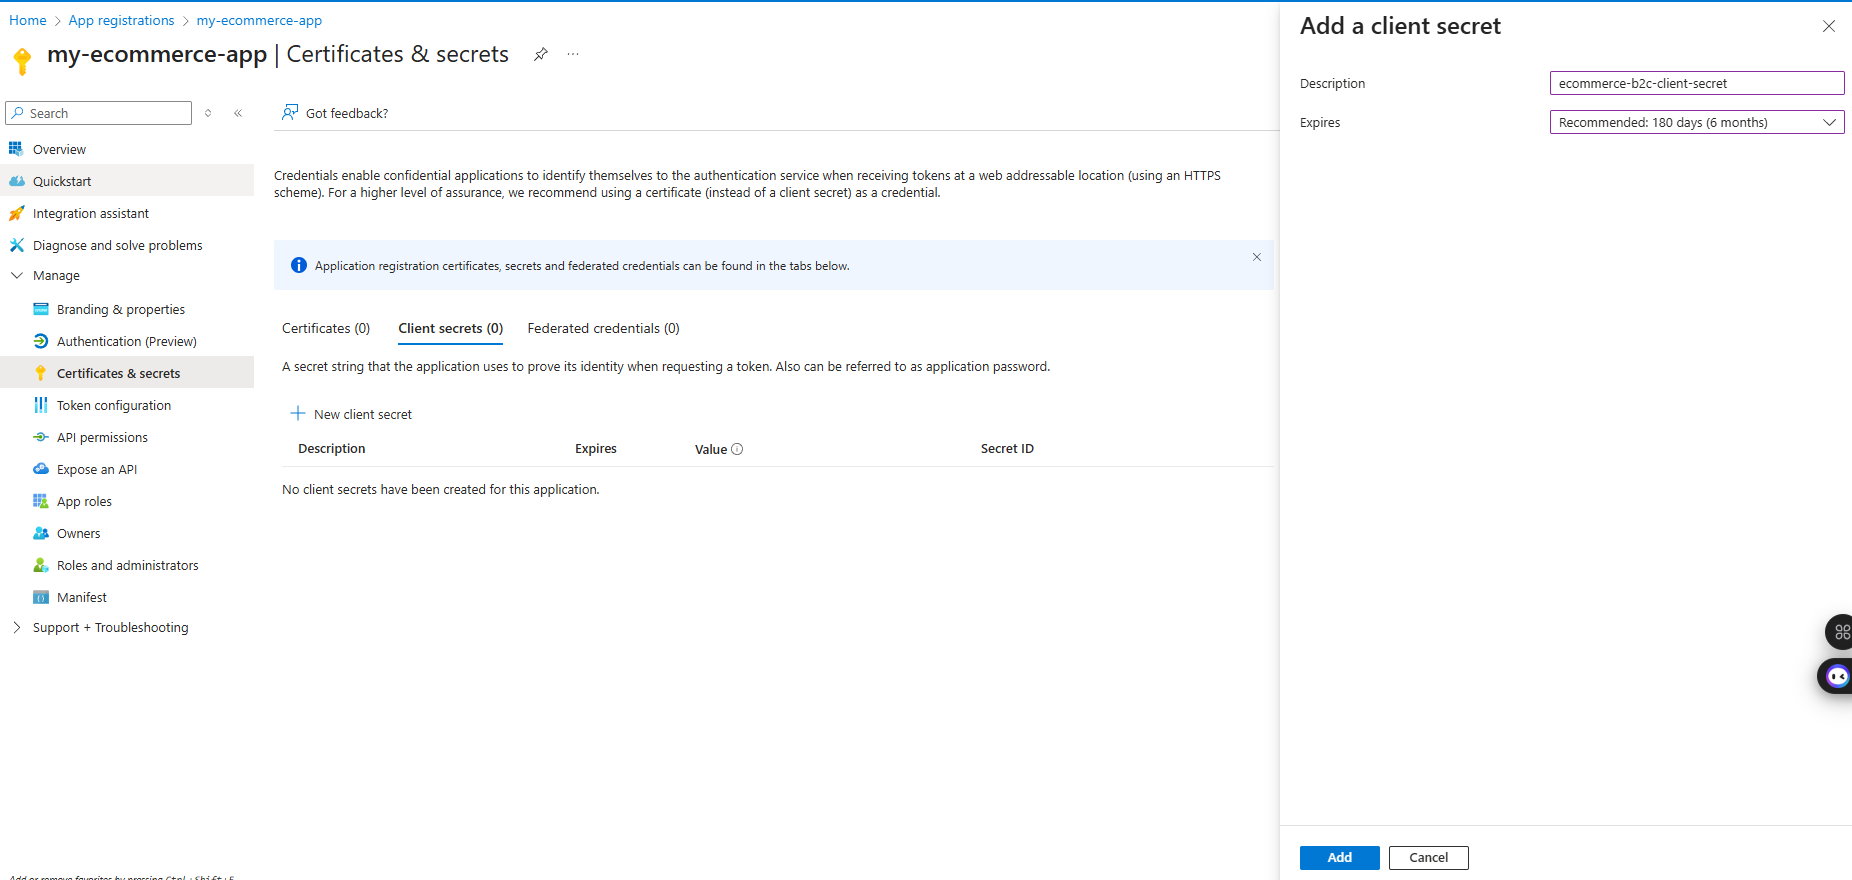 Home > App registrations > my-ecommerce-app
my-ecommerce-app | Certificates & secrets
Search
Overview
Quickstart
Integration assistant
Diagnose and solve problems
Manage
Branding & properties
Authentication (Preview)
Certificates & secrets
Token configuration
API permissions
Expose an API
App roles
Owners
Roles and administrators
Manifest
Support + Troubleshooting
Add or remove favorites by pressing Ctrl+Shift+F
Got feedback?
Credentials enable confidential applications to identify themselves to the authentication service when receiving tokens at a web addressable location (using an HTTPS
scheme). For a higher level of assurance, we recommend using a certificate (instead of a client secret) as a credential.
Application registration certificates, secrets and federated credentials can be found in the tabs below.
Certificates (0) Client secrets (0) Federated credentials (0)
A secret string that the application uses to prove its identity when requesting a token. Also can be referred to as application password.
New client secret
Description Expires Value Secret ID
No client secrets have been created for this application.
Add a client secret
Description ecommerce-b2c-client-secret
Expires Recommended: 180 days (6 months)
Add Cancel